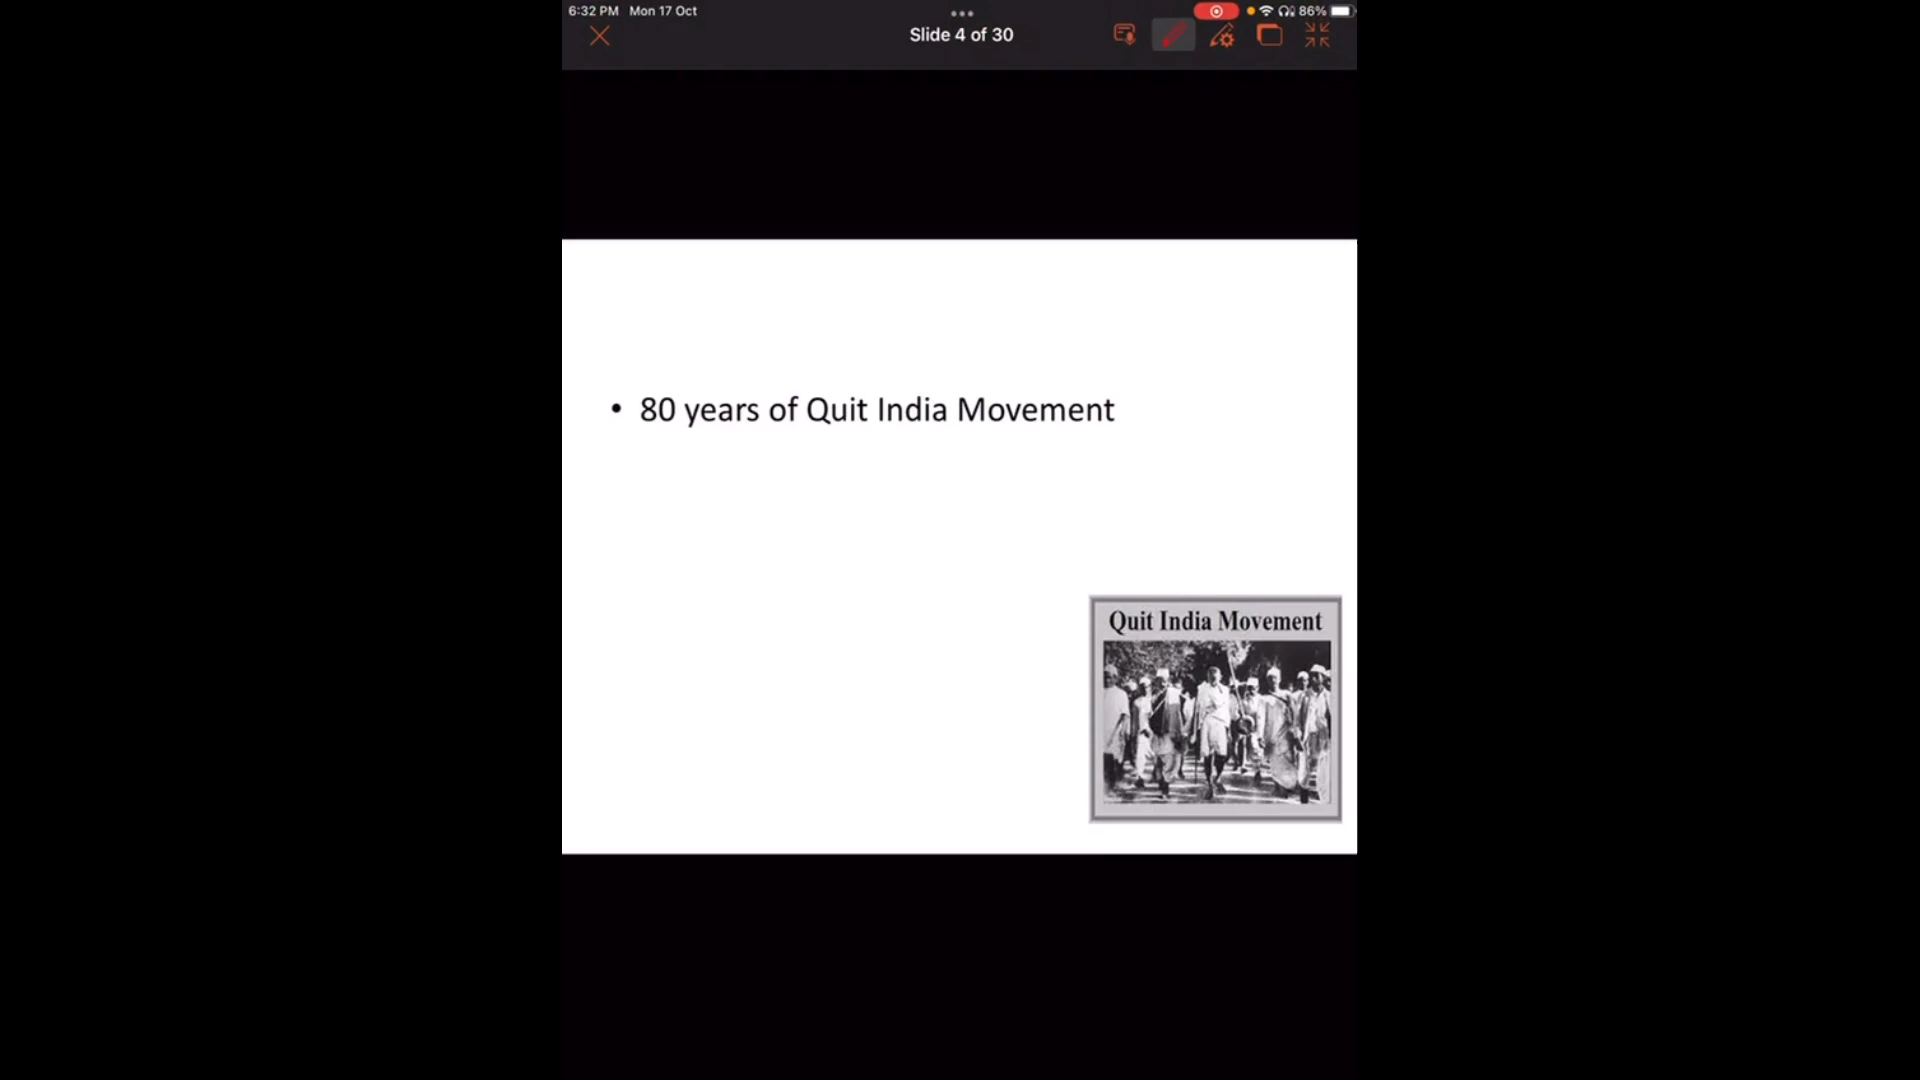 6:32 PM Mon 17 Oct
86%
Slide 4 of 30
• 80 years of Quit India Movement
Quit India Movement